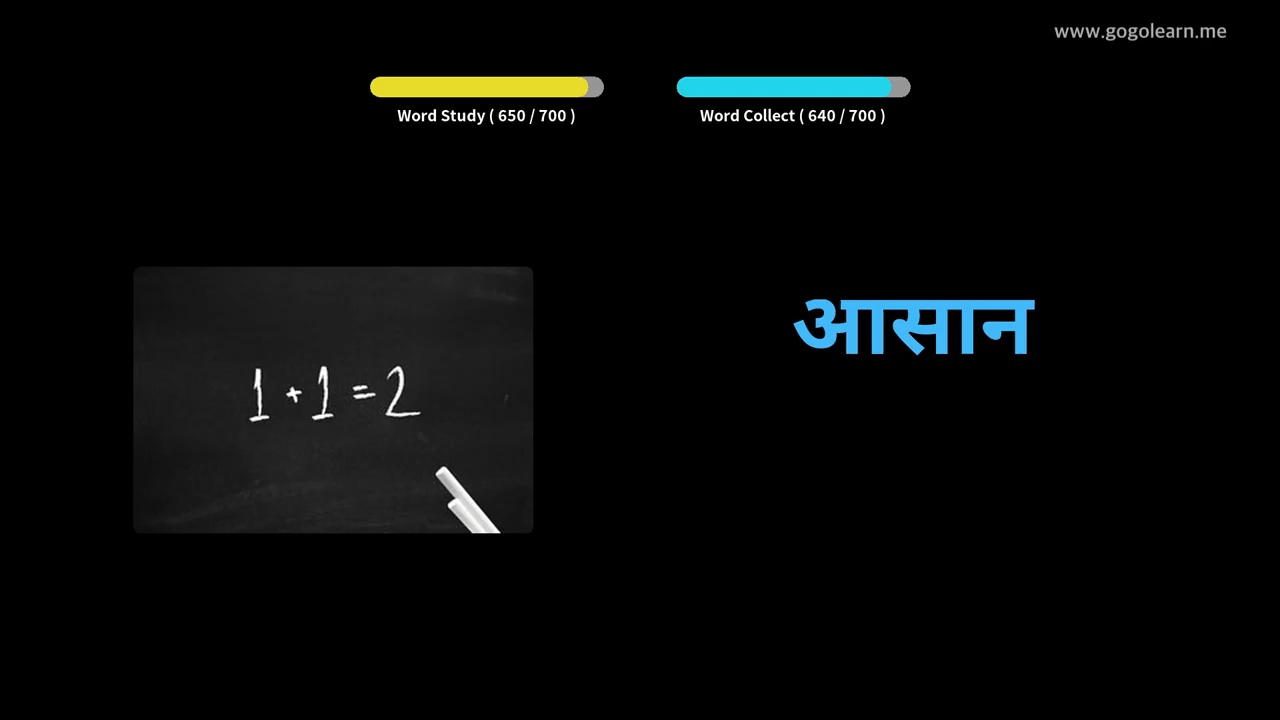 www.gogolearn.me
Word Study ( 650 / 700 )
Word Collect ( 640 / 700 )
1 + 1 = 2
आसान